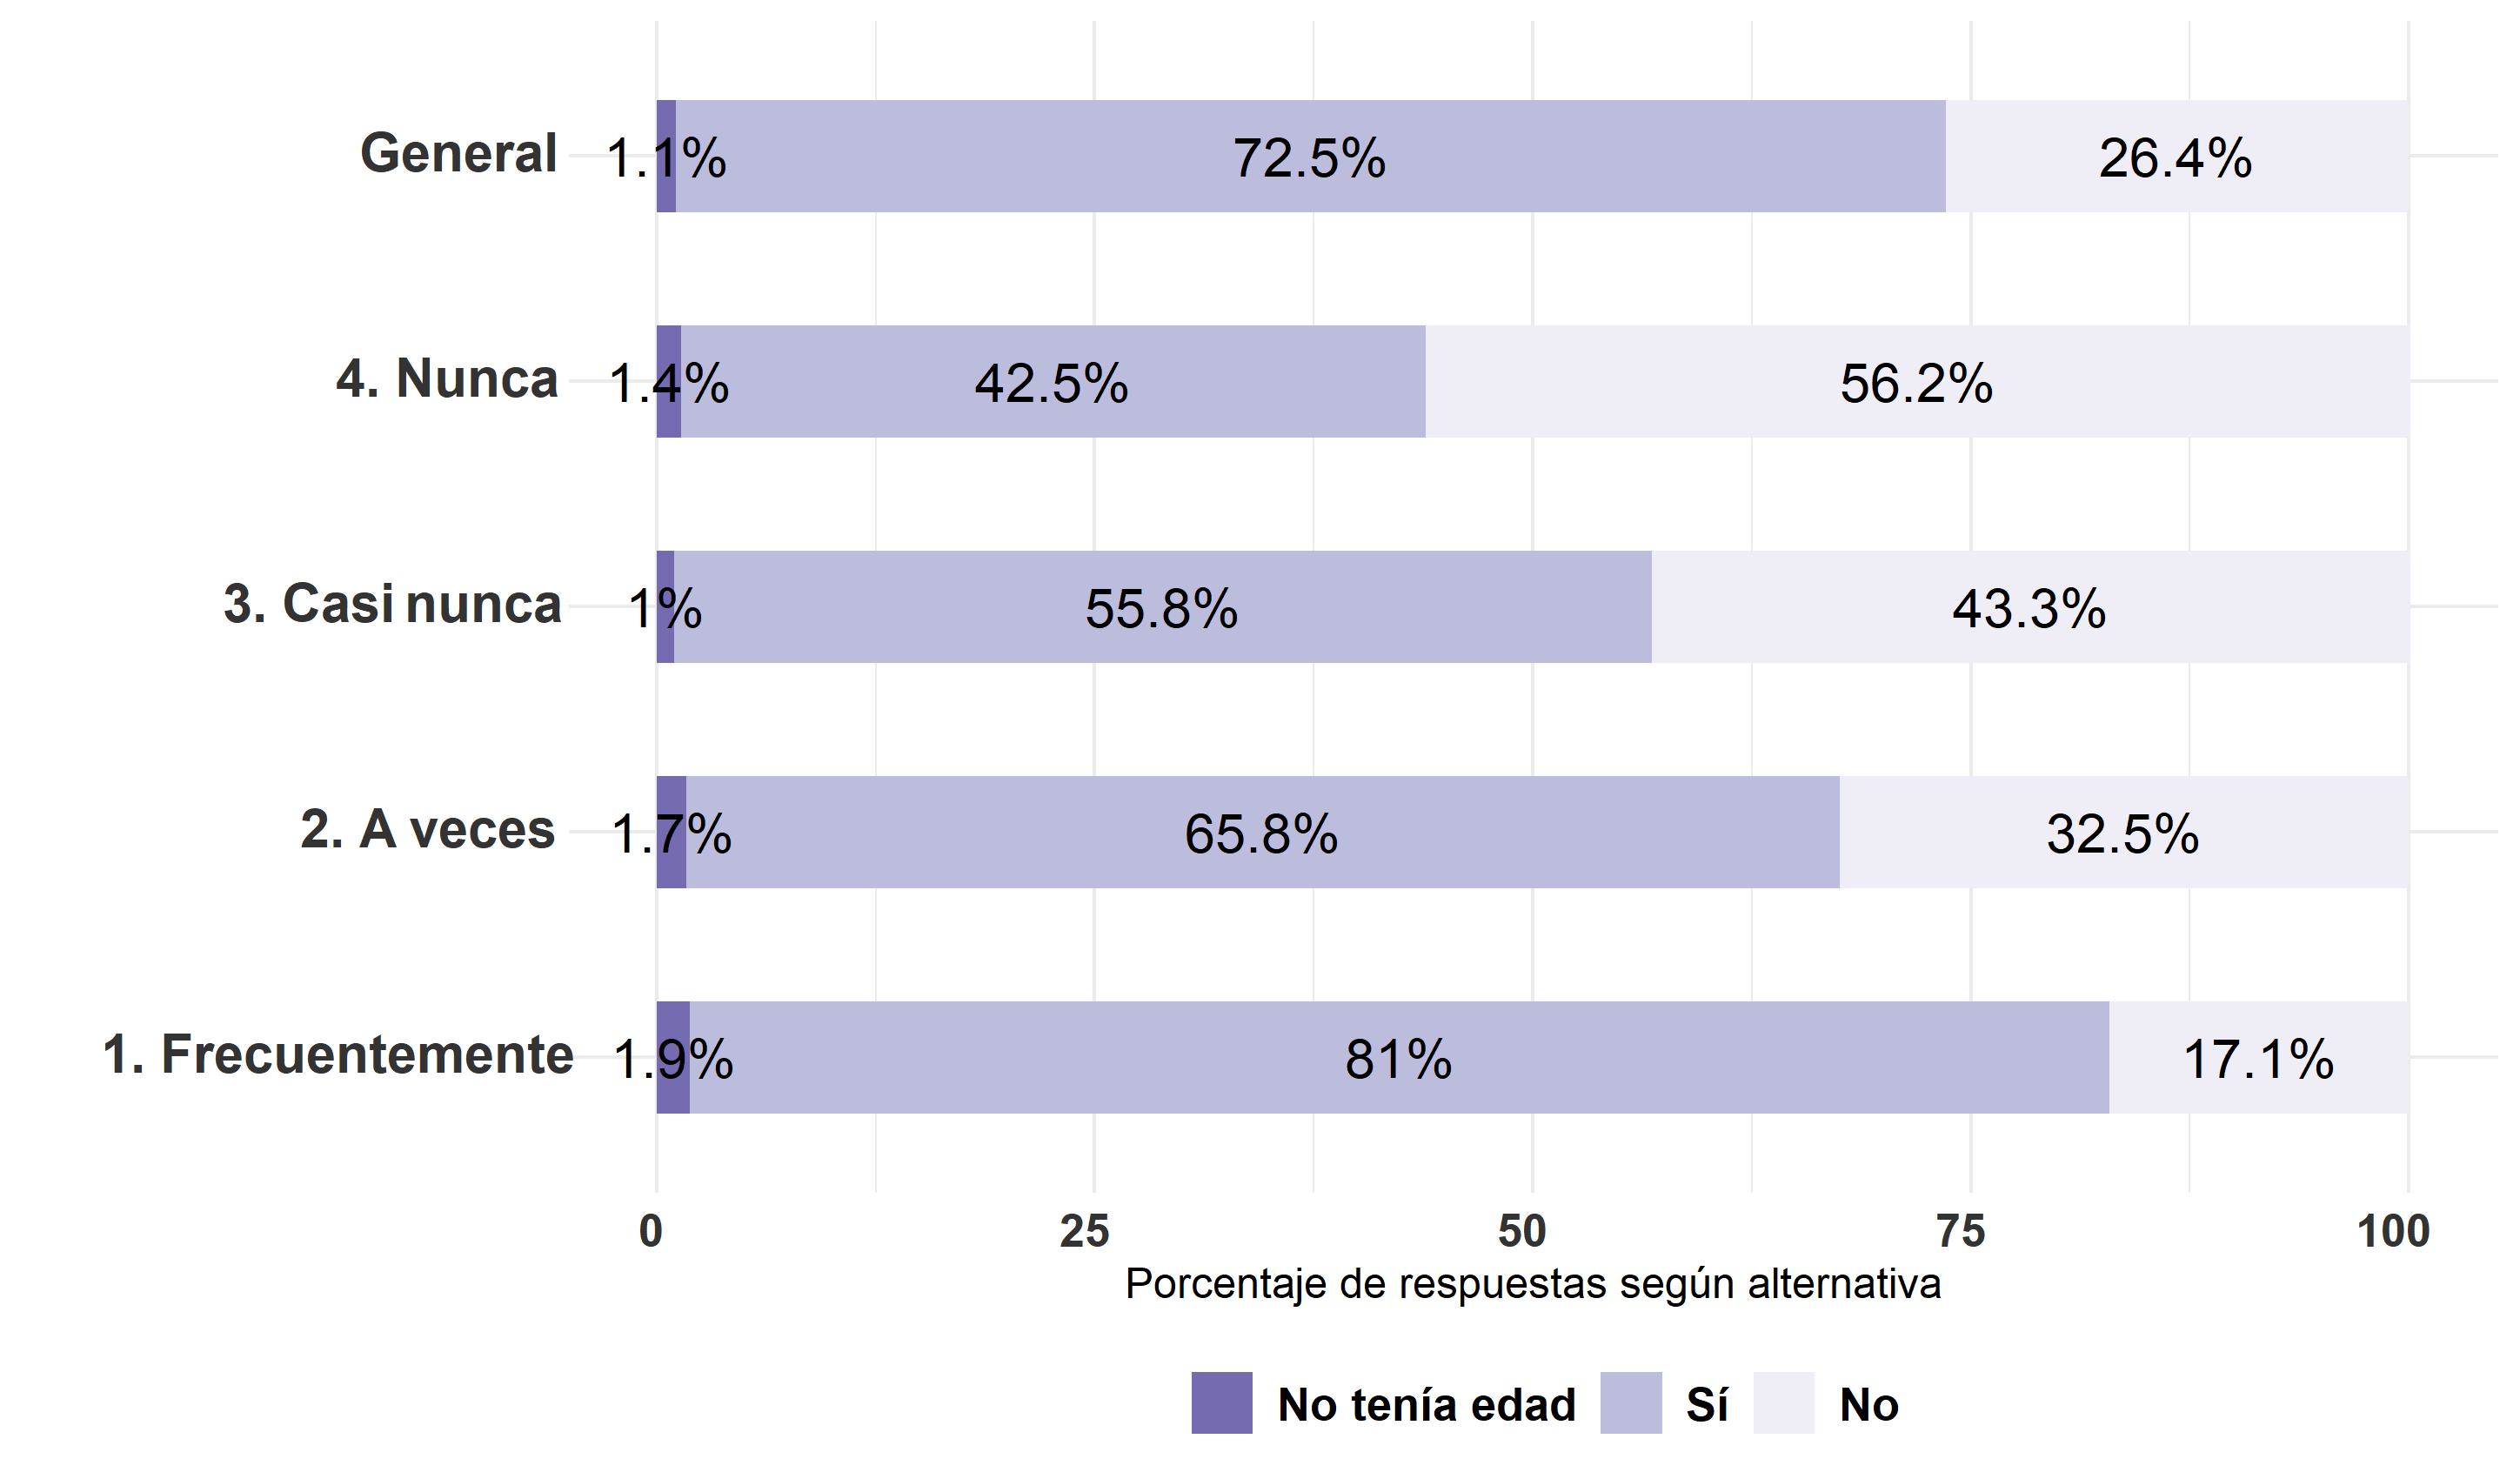 General 1.1% 72.5% 26.4%
4. Nunca 1.4% 42.5% 56.2%
3. Casi nunca 1% 55.8% 43.3%
2. A veces 1.7% 65.8% 32.5%
1. Frecuentemente 1.9% 81% 17.1%
0 25 50 75 100
Porcentaje de respuestas según alternativa
No tenía edad Sí No